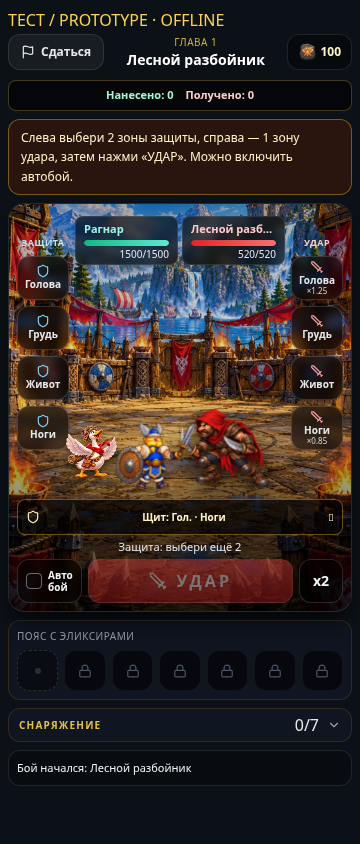 ТЕСТ / PROTOTYPE · OFFLINE
Сдаться
ГЛАВА 1
Лесной разбойник
100
Нанесено: 0 Получено: 0
Слева выбери 2 зоны защиты, справа — 1 зону
удара, затем нажми «УДАР». Можно включить
автобой.
Рагнар
1500/1500
Лесной разб...
520/520
ЗАЩИТА
УДАР
Голова
Голова
×1.25
Грудь
Грудь
Живот
Живот
Ноги
Ноги
×0.85
Щит: Гол. · Ноги
Защита: выбери ещё 2
Авто
бой
УДАР
x2
ПОЯС С ЭЛИКСИРАМИ
СНАРЯЖЕНИЕ
0/7
Бой начался: Лесной разбойник